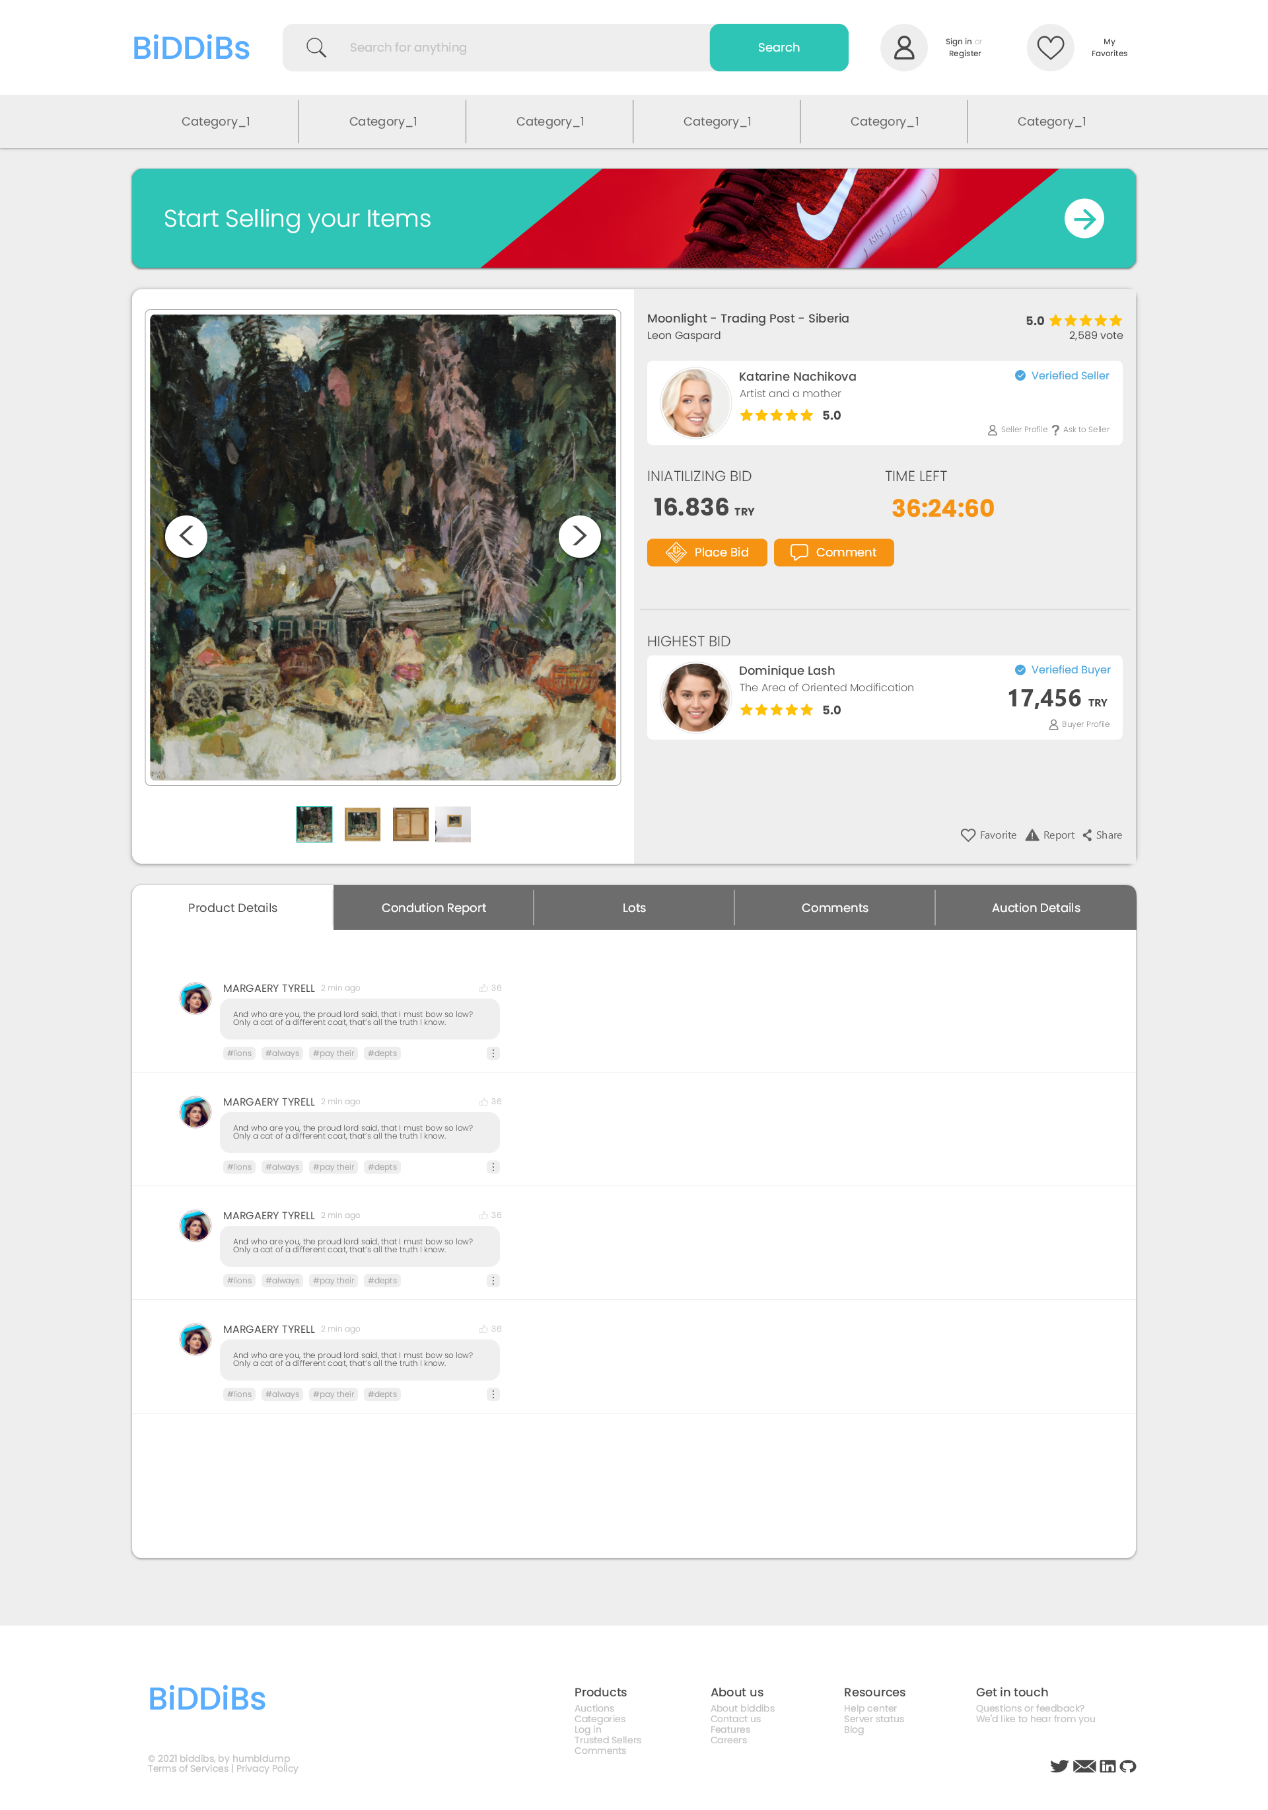 BiDDiBs
Search for anything
Search
Sign in or
Register
My
Favorites
Category_1
Category_1
Category_1
Category_1
Category_1
Category_1
Start Selling your Items
Moonlight - Trading Post - Siberia
Leon Gaspard
5.0
2,589 vote
Katarine Nachikova
Artist and a mother
5.0
Veriefied Seller
Seller Profile
Ask to Seller
INIATILIZING BID
16.836 TRY
TIME LEFT
36:24:60
Place Bid
Comment
HIGHEST BID
Dominique Lash
The Area of Oriented Modification
5.0
Veriefied Buyer
17,456 TRY
Buyer Profile
Favorite
Report
Share
Product Details
Condution Report
Lots
Comments
Auction Details
MARGAERY TYRELL 2 min ago 36
And who are you, the proud lord said, that I must bow so low?
Only a cat of a different coat, that's all the truth I know.
#lions #always #pay their #depts
MARGAERY TYRELL 2 min ago 36
And who are you, the proud lord said, that I must bow so low?
Only a cat of a different coat, that's all the truth I know.
#lions #always #pay their #depts
MARGAERY TYRELL 2 min ago 36
And who are you, the proud lord said, that I must bow so low?
Only a cat of a different coat, that's all the truth I know.
#lions #always #pay their #depts
MARGAERY TYRELL 2 min ago 36
And who are you, the proud lord said, that I must bow so low?
Only a cat of a different coat, that's all the truth I know.
#lions #always #pay their #depts
BiDDiBs
© 2021 biddibs, by humbldump
Terms of Services | Privacy Policy
Products
Auctions
Categories
Log in
Trusted Sellers
Comments
About us
About biddibs
Contact us
Features
Careers
Resources
Help center
Server status
Blog
Get in touch
Questions or feedback?
We'd like to hear from you